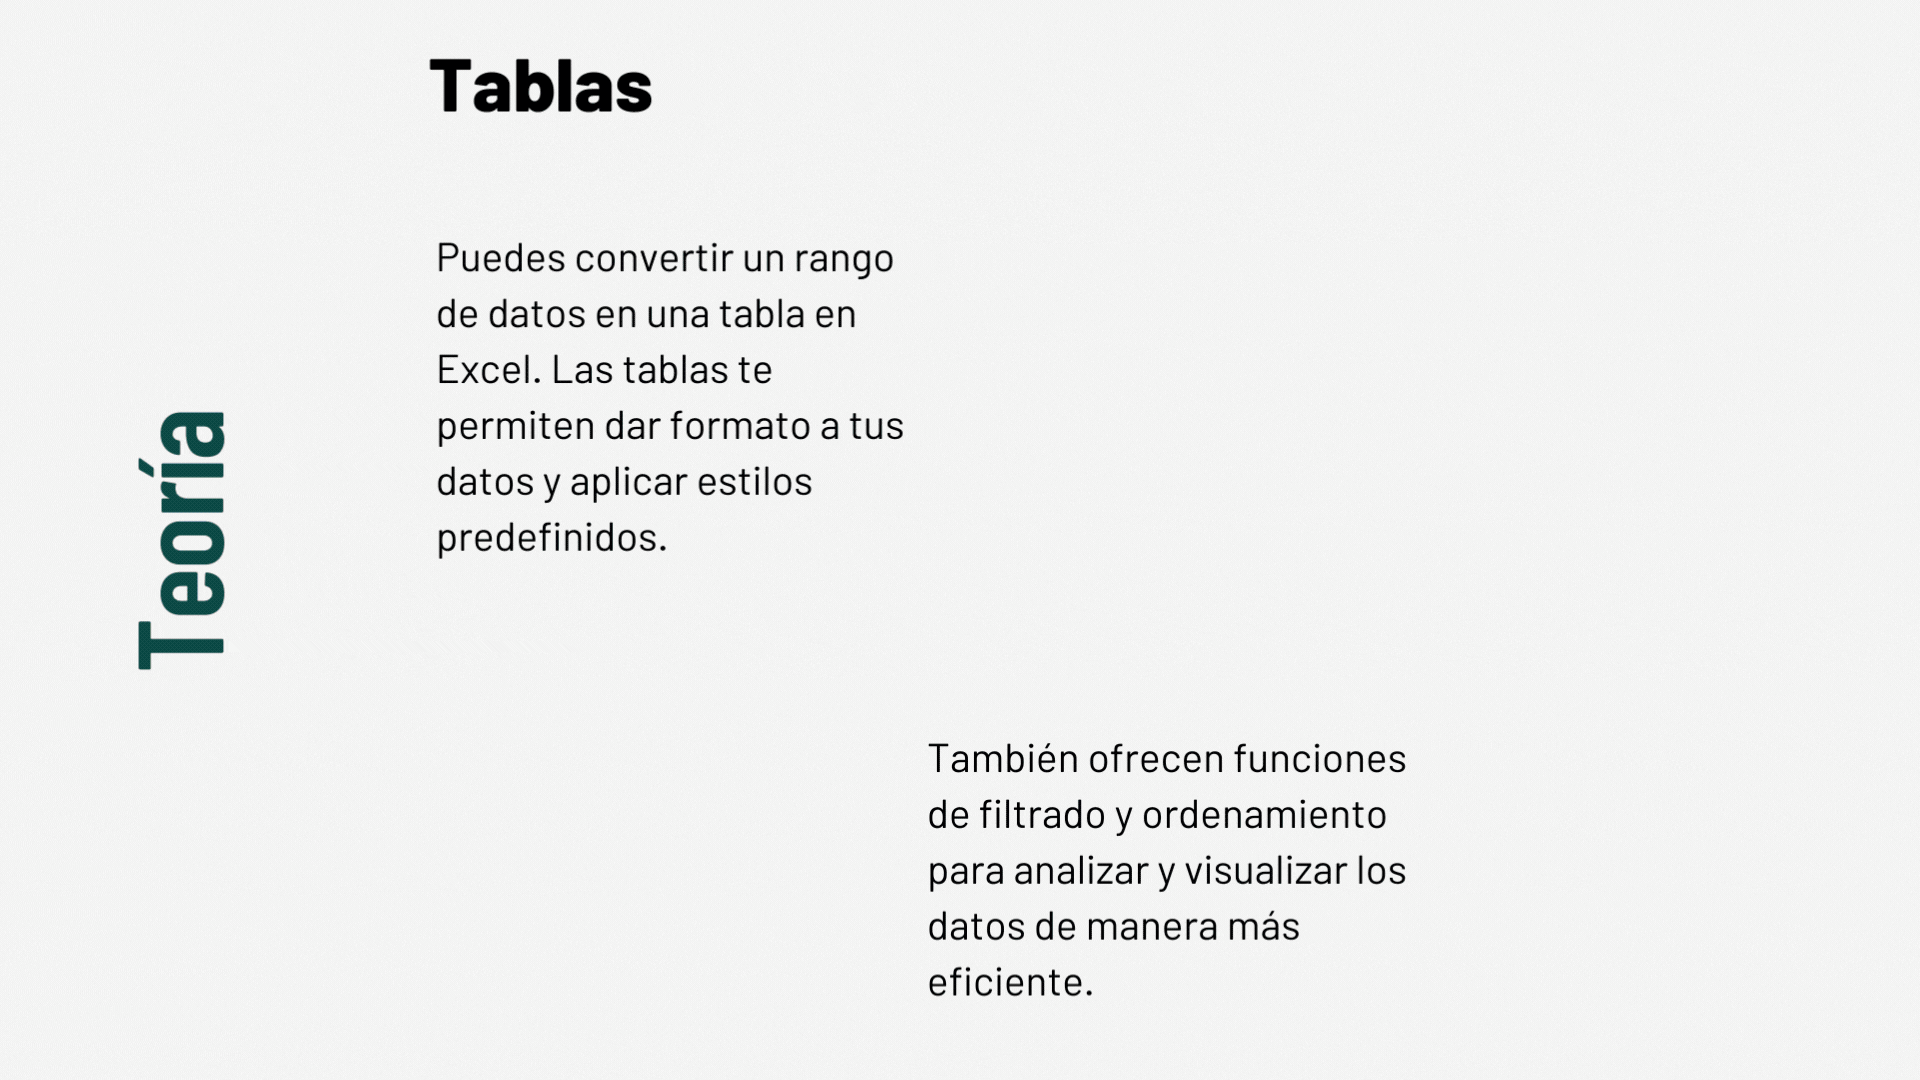 Tablas
Teoría
Puedes convertir un rango
de datos en una tabla en
Excel. Las tablas te
permiten dar formato a tus
datos y aplicar estilos
predefinidos.
También ofrecen funciones
de filtrado y ordenamiento
para analizar y visualizar los
datos de manera más
eficiente.